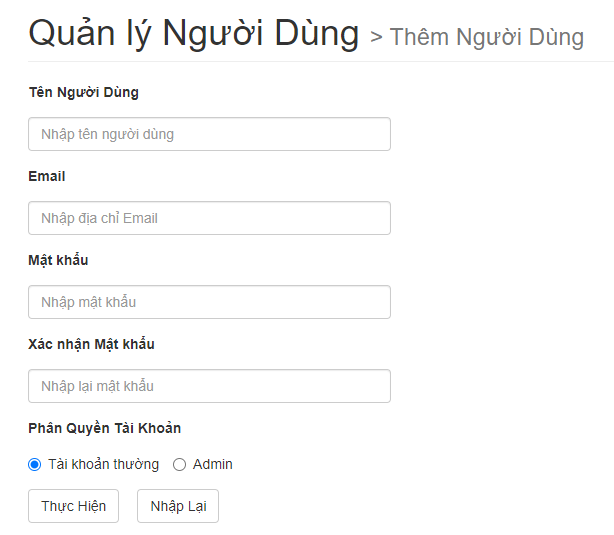 Quản lý Người Dùng > Thêm Người Dùng
Tên Người Dùng
Nhập tên người dùng
Email
Nhập địa chỉ Email
Mật khẩu
Nhập mật khẩu
Xác nhận Mật khẩu
Nhập lại mật khẩu
Phân Quyền Tài Khoản
Tài khoản thường Admin
Thực Hiện Nhập Lại